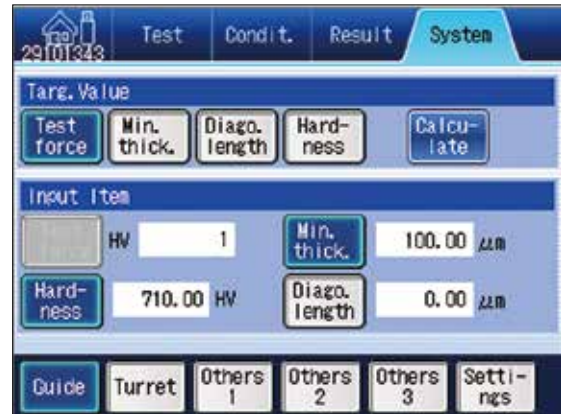 29101343
Test Condit. Result System
Targ.Value
Test force
Min. thick.
Diago. length
Hard- ness
Calcu- late
Input Item
HV 1
Min. thick.
100.00 µm
Hard- ness
710.00 HV
Diago. length
0.00 µm
Guide
Turret
Others 1
Others 2
Others 3
Setti- ngs